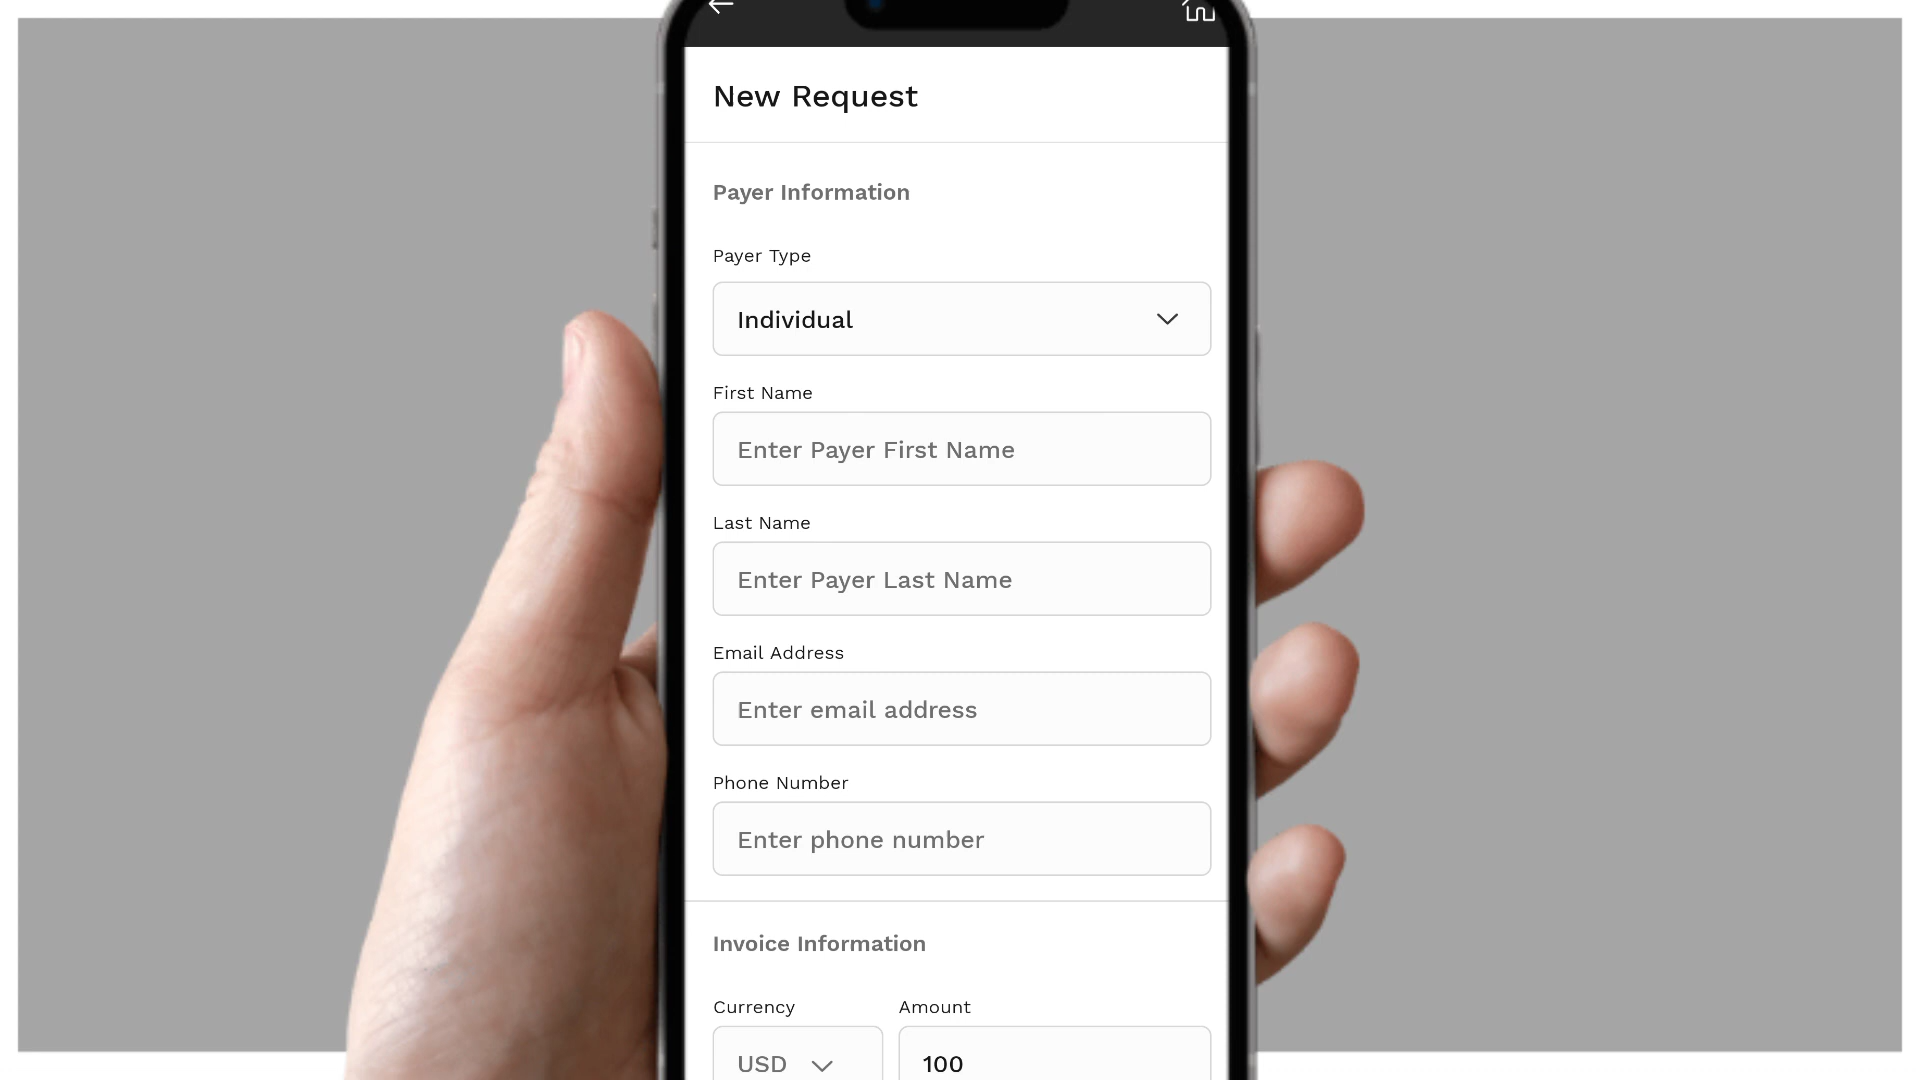 New Request
Payer Information
Payer Type
Individual
First Name
Enter Payer First Name
Last Name
Enter Payer Last Name
Email Address
Enter email address
Phone Number
Enter phone number
Invoice Information
Currency Amount
USD 100